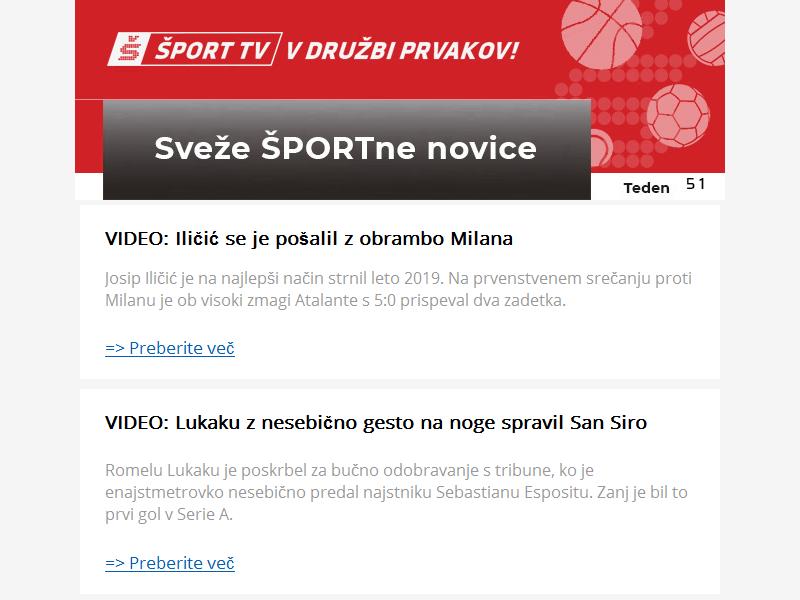 Š ŠPORT TV V DRUŽBI PRVAKOV!
Sveže ŠPORTne novice
Teden 51
VIDEO: Iličić se je pošalil z obrambo Milana
Josip Iličić je na najlepši način strnil leto 2019. Na prvenstvenem srečanju proti
Milanu je ob visoki zmagi Atalante s 5:0 prispeval dva zadetka.
=> Preberite več
VIDEO: Lukaku z nesebično gesto na noge spravil San Siro
Romelu Lukaku je poskrbel za bučno odobravanje s tribune, ko je
enajstmetrovko nesebično predal najstniku Sebastianu Espositu. Zanj je bil to
prvi gol v Serie A.
=> Preberite več